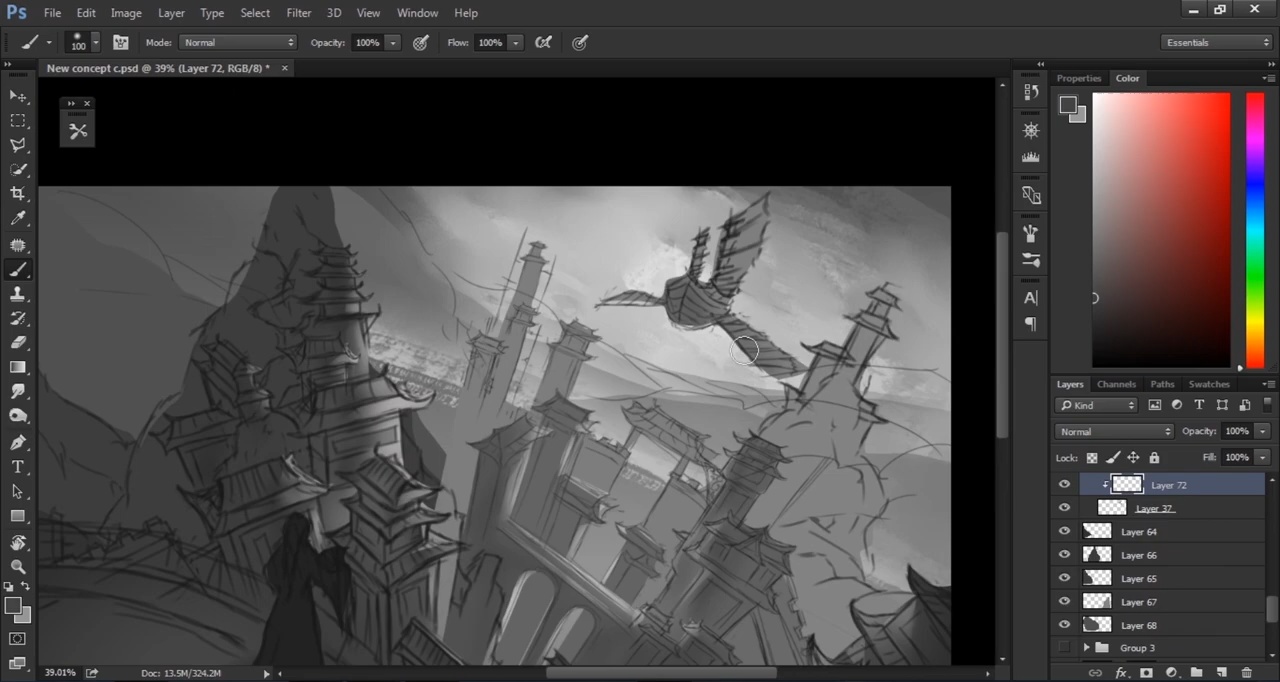 Ps File Edit Image Layer Type Select Filter 3D View Window Help
100 Mode: Normal Opacity: 100% Flow: 100% Essentials
New concept c.psd @ 39% (Layer 72, RGB/8) * ×
Properties Color
Layers Channels Paths Swatches
Kind
Normal Opacity: 100%
Lock: Fill: 100%
Layer 72
Layer 37
Layer 64
Layer 66
Layer 65
Layer 67
Layer 68
Group 3
39.01% Doc: 13.5M/324.2M